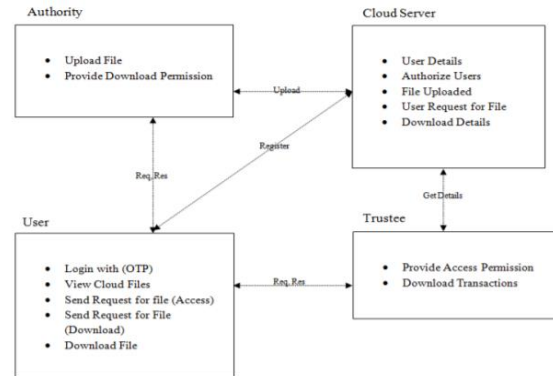 Authority
Upload File
Provide Download Permission
Cloud Server
User Details
Authorize Users
File Uploaded
User Request for File
Download Details
Upload
Register
Req, Res
Get Details
User
Login with (OTP)
View Cloud Files
Send Request for file (Access)
Send Request for File
(Download)
Download File
Req, Res
Trustee
Provide Access Permission
Download Transactions